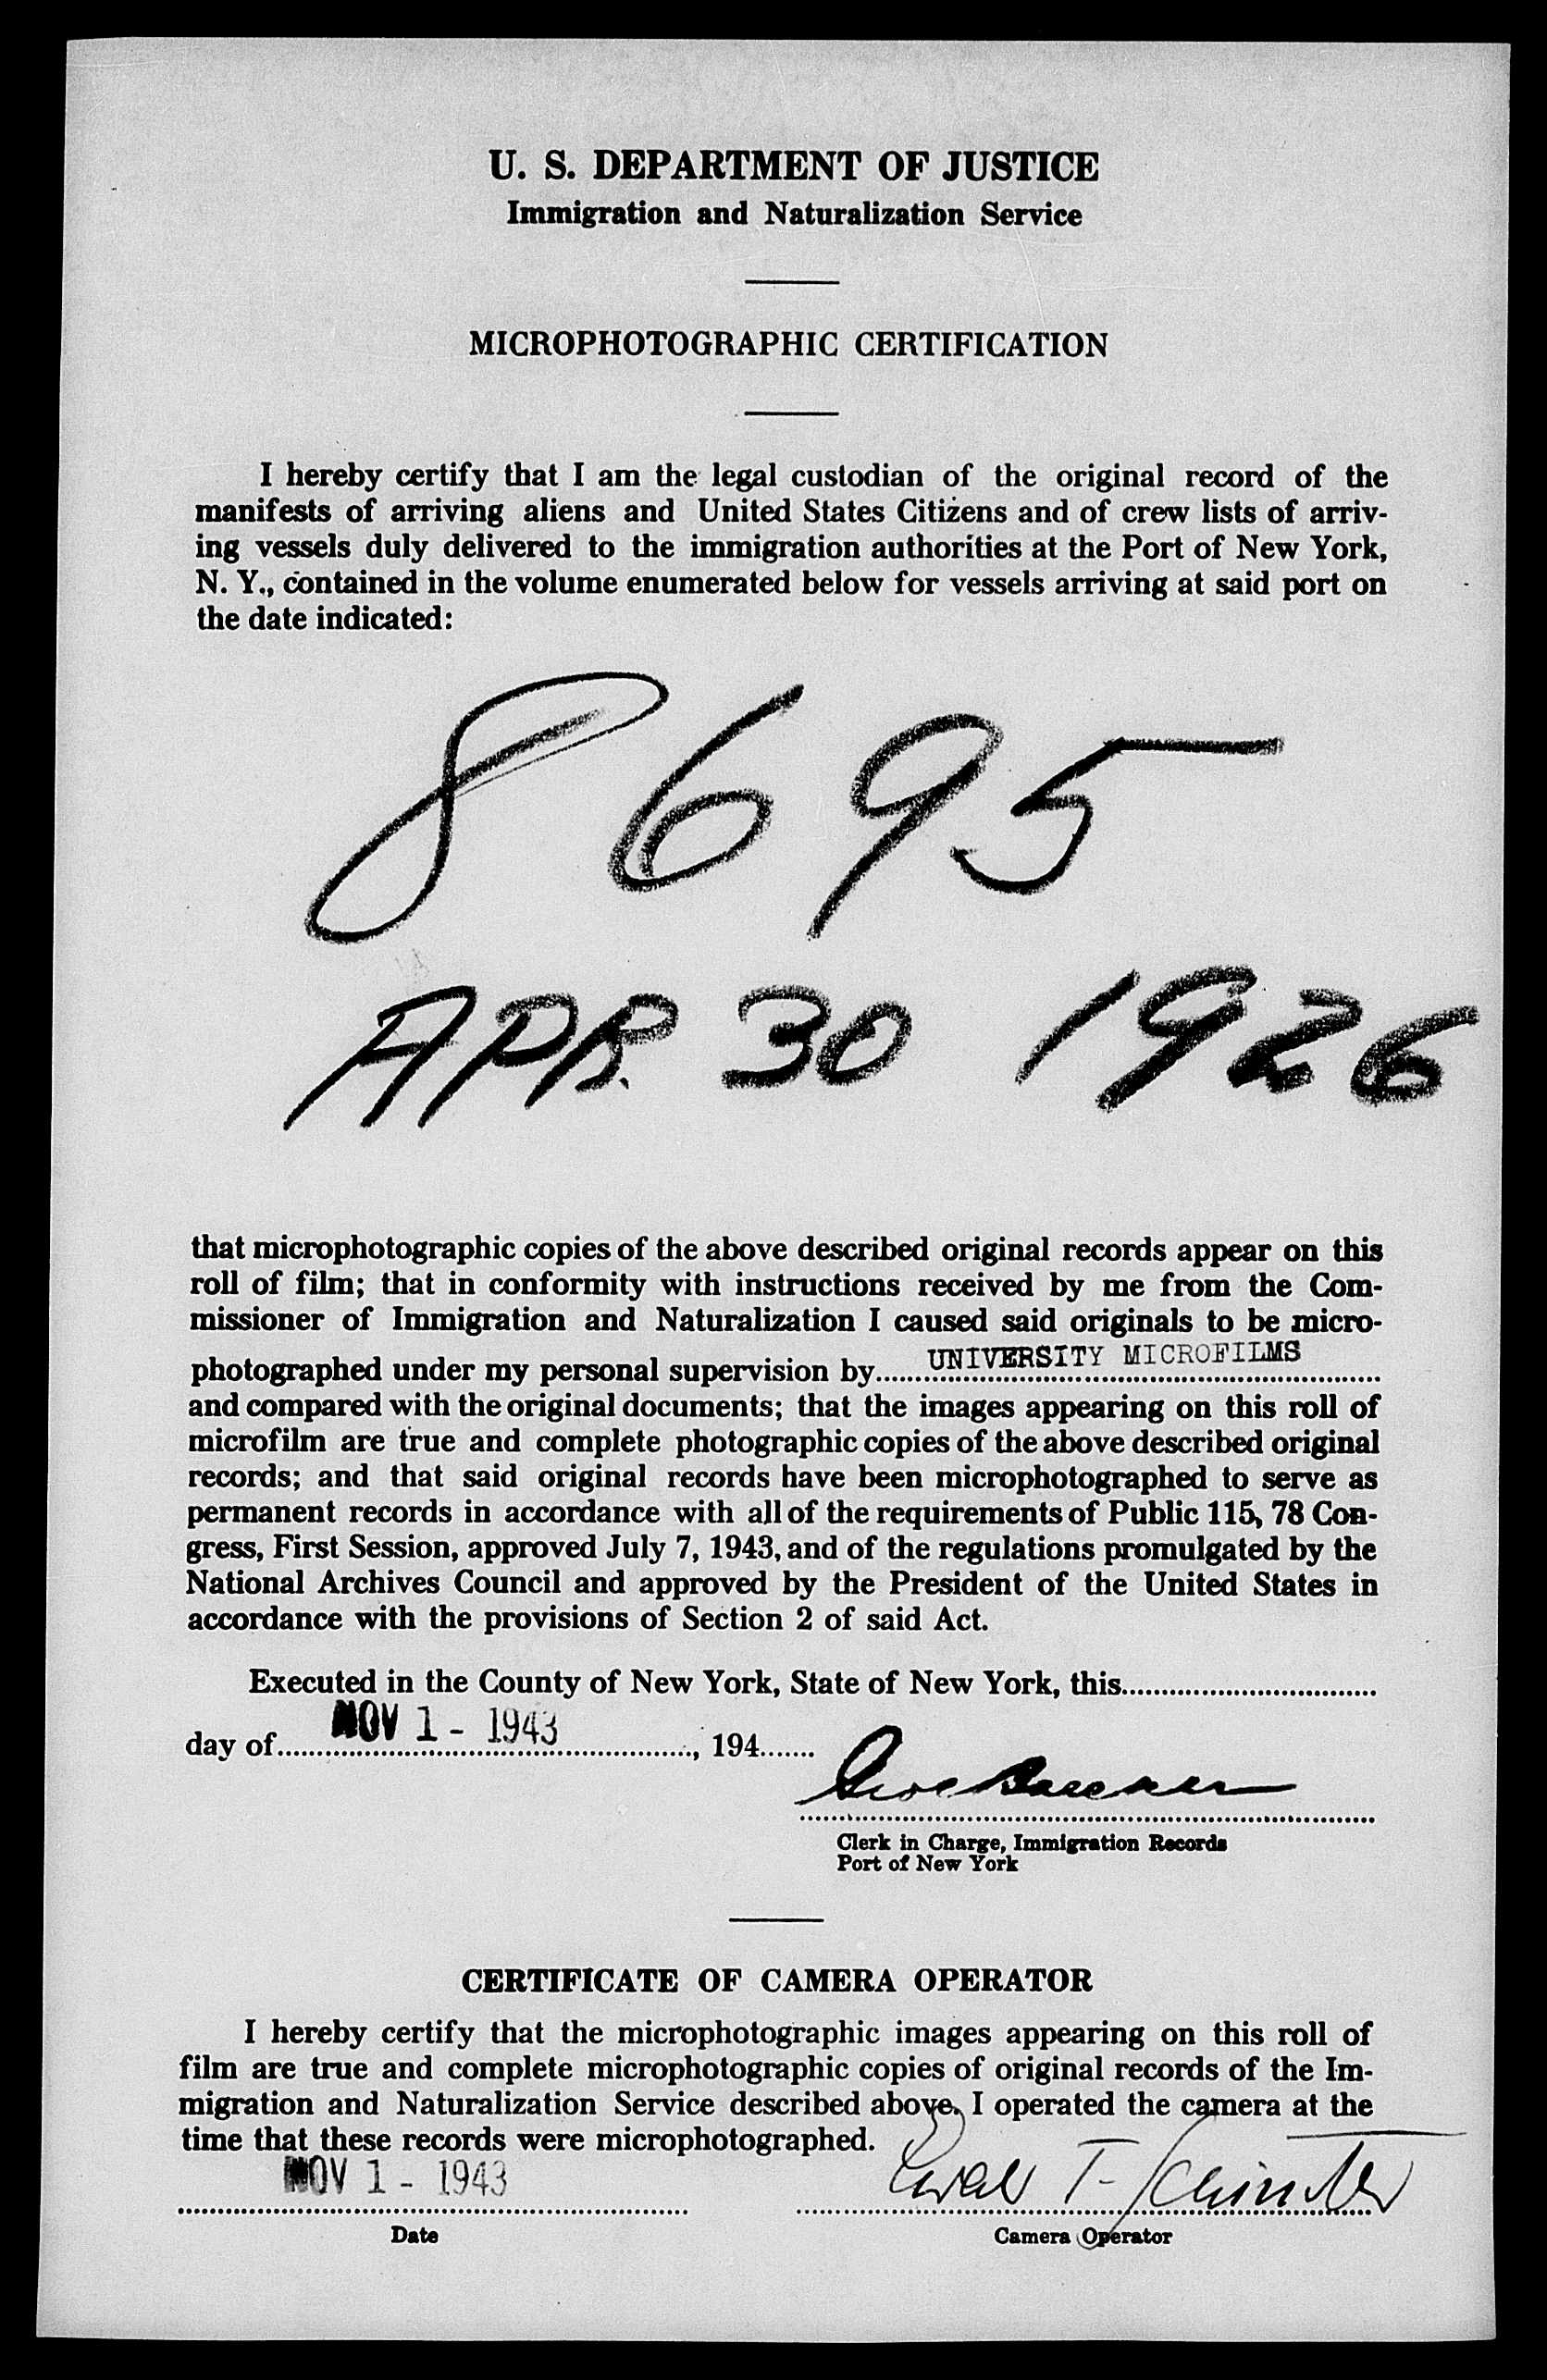 U. S. DEPARTMENT OF JUSTICE
Immigration and Naturalization Service
MICROPHOTOGRAPHIC CERTIFICATION
I hereby certify that I am the legal custodian of the original record of the
manifests of arriving aliens and United States Citizens and of crew lists of arriv-
ing vessels duly delivered to the immigration authorities at the Port of New York,
N. Y., contained in the volume enumerated below for vessels arriving at said port on
the date indicated:
8695
APR. 30 1926
that microphotographic copies of the above described original records appear on this
roll of film; that in conformity with instructions received by me from the Com-
missioner of Immigration and Naturalization I caused said originals to be micro-
photographed under my personal supervision by UNIVERSITY MICROFILMS
and compared with the original documents; that the images appearing on this roll of
microfilm are true and complete photographic copies of the above described original
records; and that said original records have been microphotographed to serve as
permanent records in accordance with all of the requirements of Public 115, 78 Con-
gress, First Session, approved July 7, 1943, and of the regulations promulgated by the
National Archives Council and approved by the President of the United States in
accordance with the provisions of Section 2 of said Act.
Executed in the County of New York, State of New York, this
day of NOV 1 - 1943, 194
Clerk in Charge, Immigration Records
Port of New York
CERTIFICATE OF CAMERA OPERATOR
I hereby certify that the microphotographic images appearing on this roll of
film are true and complete microphotographic copies of original records of the Im-
migration and Naturalization Service described above. I operated the camera at the
time that these records were microphotographed.
NOV 1 - 1943
Date
Camera Operator